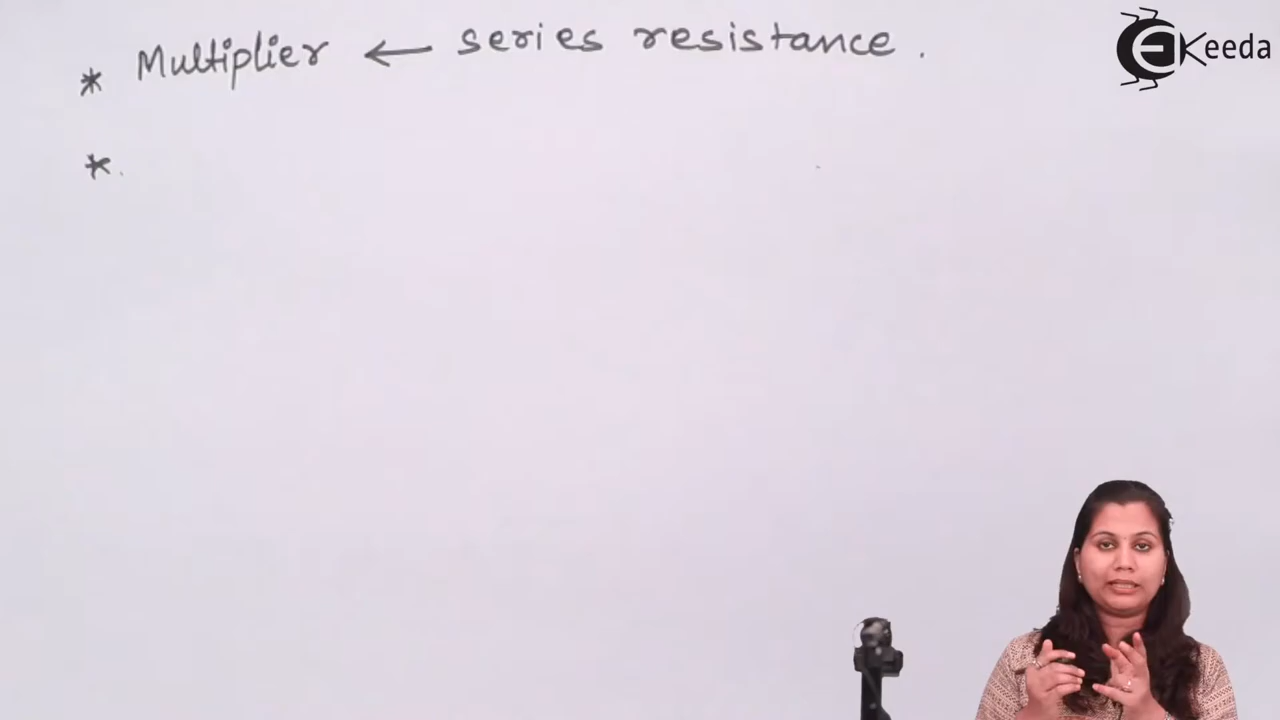 * Multiplier ← series resistance .
EKeeda
*.